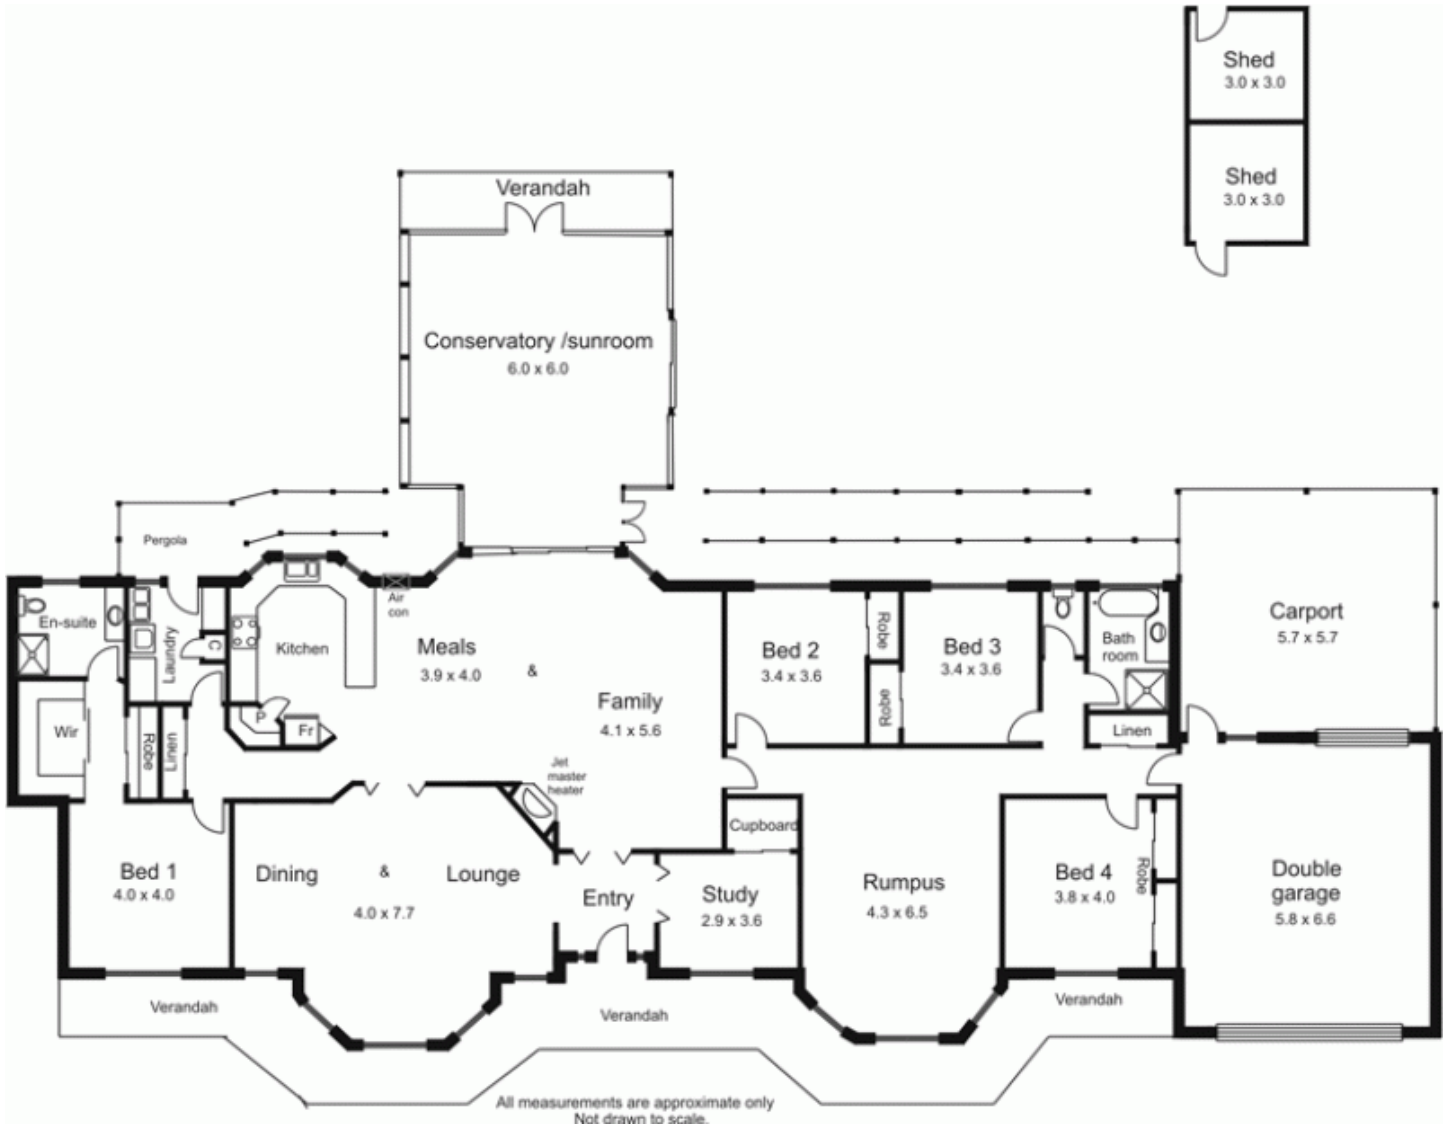 Shed
3.0 x 3.0
Shed
3.0 x 3.0
Verandah
Conservatory /sunroom
6.0 x 6.0
Pergola
En-suite
Laundry
C
Kitchen
Air
con
Meals
3.9 x 4.0
&
Family
4.1 x 5.6
P
Fr
Wir
Robe
Linen
Jet
master
heater
Bed 2
3.4 x 3.6
Robe
Robe
Bed 3
3.4 x 3.6
Bath
room
Linen
Carport
5.7 x 5.7
Bed 1
4.0 x 4.0
Dining
&
Lounge
4.0 x 7.7
Entry
Cupboard
Study
2.9 x 3.6
Rumpus
4.3 x 6.5
Bed 4
3.8 x 4.0
Robe
Double
garage
5.8 x 6.6
Verandah
Verandah
Verandah
All measurements are approximate only
Not drawn to scale.